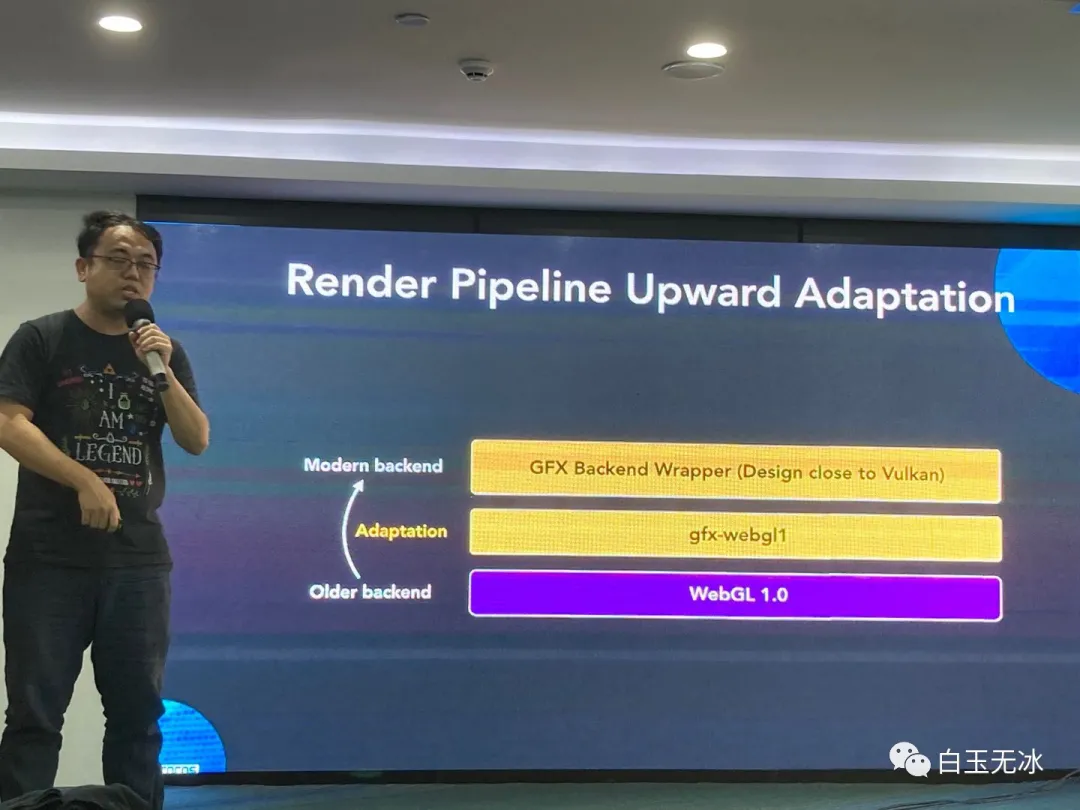 Render Pipeline Upward Adaptation
Modern backend
GFX Backend Wrapper (Design close to Vulkan)
Adaptation
gfx-webgl1
Older backend
WebGL 1.0
I
AM
LEGEND
cocos
白玉无冰